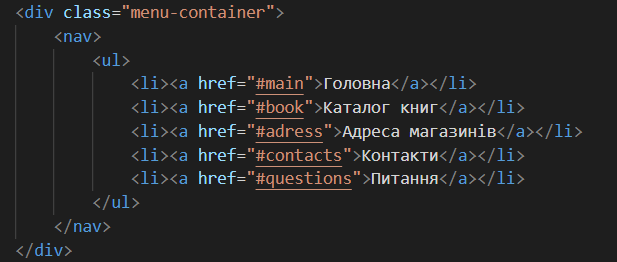 <div class="menu-container">
    <nav>
        <ul>
            <li><a href="#main">Головна</a></li>
            <li><a href="#book">Каталог книг</a></li>
            <li><a href="#adress">Адреса магазинів</a></li>
            <li><a href="#contacts">Контакти</a></li>
            <li><a href="#questions">Питання</a></li>
        </ul>
    </nav>
</div>